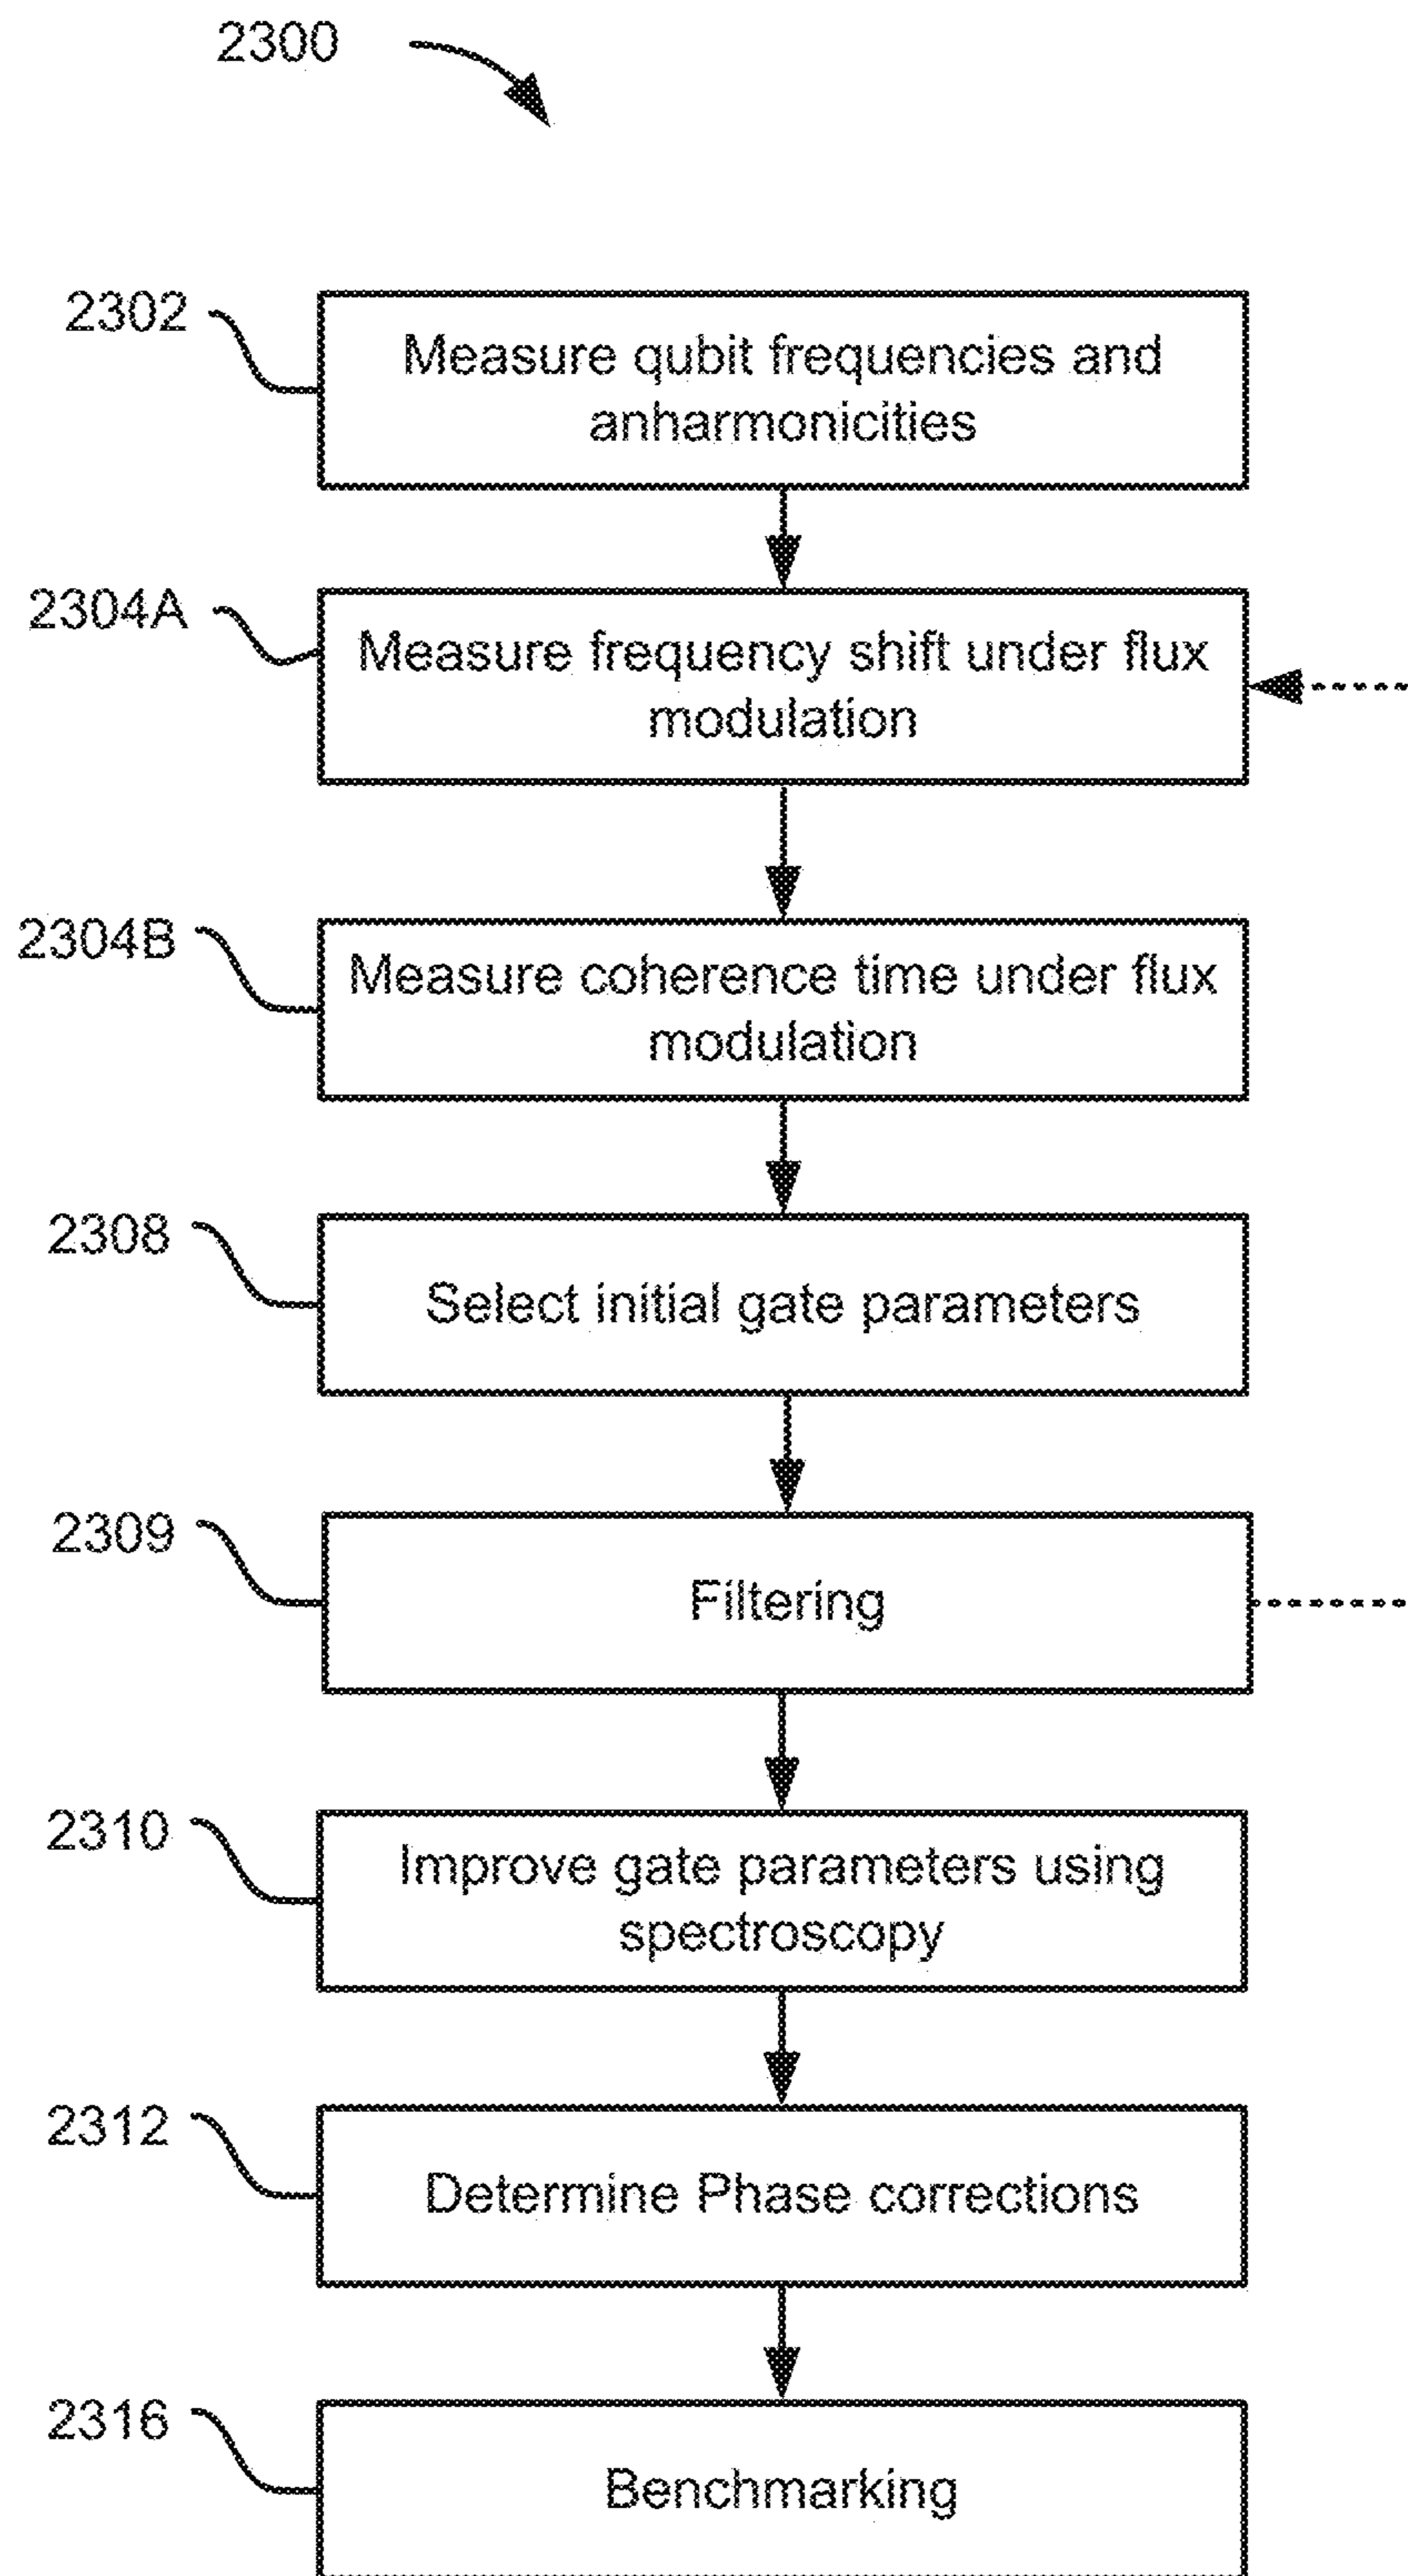 2300
2302
Measure qubit frequencies and
anharmonicities
2304A
Measure frequency shift under flux
modulation
2304B
Measure coherence time under flux
modulation
2308
Select initial gate parameters
2309
Filtering
2310
Improve gate parameters using
spectroscopy
2312
Determine Phase corrections
2316
Benchmarking